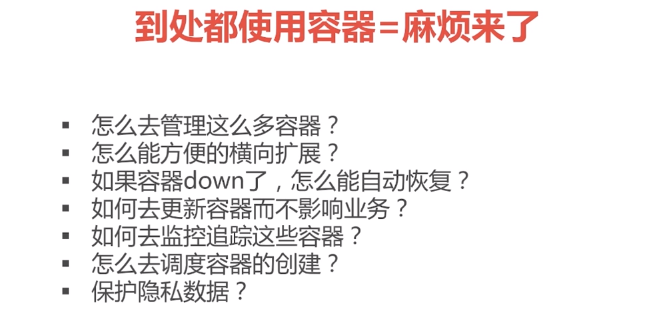 到处都使用容器=麻烦来了
▪ 怎么去管理这么多容器？
▪ 怎么能方便的横向扩展？
▪ 如果容器down了，怎么能自动恢复？
▪ 如何去更新容器而不影响业务？
▪ 如何去监控追踪这些容器？
▪ 怎么去调度容器的创建？
▪ 保护隐私数据？